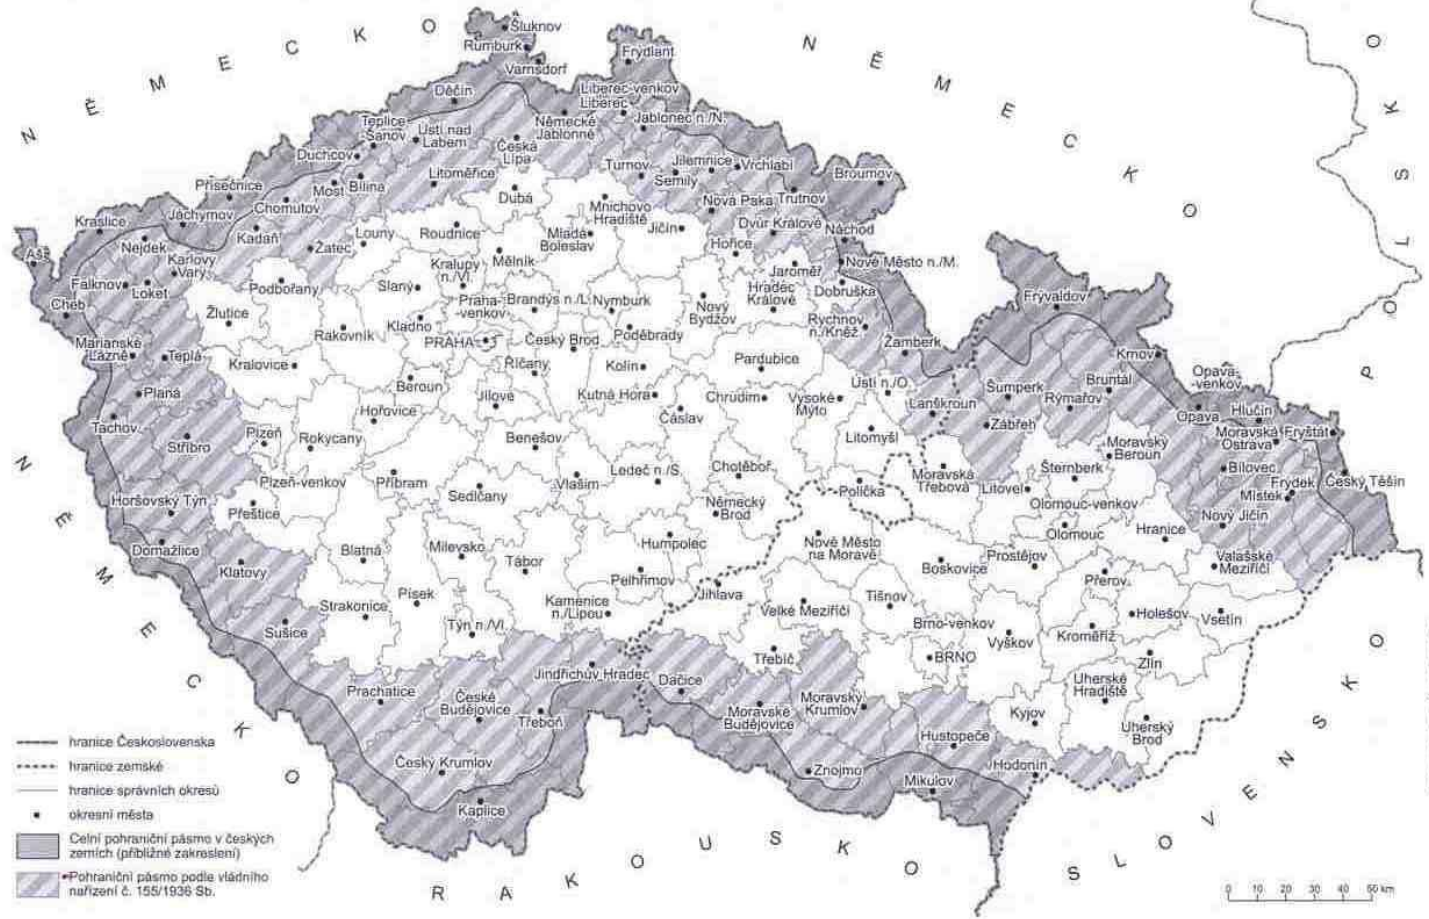 NĚMECKO
NĚMECKO
POLSKO
Šluknov
Rumburk
Varnsdorf
Frýdlant
Děčín
Liberec-venkov
Liberec
Teplice
Šanov
Ústí nad
Labem
Německé
Jablonné
Jablonec n./N.
Duchcov
Česká
Lípa
Turnov
Jilemnice
Vrchlabí
Broumov
Semily
Přísečnice
Most
Bílina
Litoměřice
Chomutov
Dubá
Mnichovo
Hradiště
Nová Paka
Trutnov
Kraslice
Jáchymov
Nejdek
Kadaň
Žatec
Louny
Roudnice
Mladá
Boleslav
Jičín
Dvůr Králové
Náchod
Hořice
Aš
Karlovy
Vary
Mělník
Jaroměř
Nové Město n./M.
Falknov
Loket
Podbořany
Slaný
Kralupy
n./Vl.
Hradec
Králové
Dobruška
Frývaldov
Cheb
Žlutice
Rakovník
Kladno
Praha-
venkov
Brandýs n./L.
Nymburk
Nový
Bydžov
Rychnov
n./Kněž
PRAHA
Český Brod
Poděbrady
Žamberk
Marianské
Lázně
Teplá
Kralovice
Beroun
Říčany
Kolín
Pardubice
Krnov
Planá
Hořovice
Jílové
Kutná Hora
Čáslav
Chrudim
Vysoké
Mýto
Ústí n./O.
Lanškroun
Šumperk
Bruntál
Rýmařov
Opava-
-venkov
Opava
Hlučín
Tachov
Stříbro
Plzeň
Rokycany
Benešov
Litomyšl
Zábřeh
Moravská
Ostrava
Fryštát
Moravský
Beroun
Plzeň-venkov
Příbram
Sedlčany
Vlašim
Ledeč n./S.
Chotěboř
Polička
Moravská
Třebová
Šternberk
Litovel
Bílovec
Frýdek
Místek
Český Těšín
Horšovský Týn
Přeštice
Německý
Brod
Olomouc-venkov
Olomouc
Nový Jičín
Domažlice
Blatná
Milevsko
Tábor
Humpolec
Nové Město
na Moravě
Boskovice
Prostějov
Hranice
Valašské
Meziříčí
Klatovy
Strakonice
Písek
Pelhřimov
Jihlava
Přerov
Kamenice
n./Lipou
Velké Meziříčí
Tišnov
Holešov
Vsetín
Sušice
Týn n./Vl.
Brno-venkov
Vyškov
Kroměříž
BRNO
Zlín
Třebíč
Jindřichův Hradec
Dačice
Prachatice
České
Budějovice
Třeboň
Moravské
Budějovice
Moravský
Krumlov
Uherské
Hradiště
Kyjov
Uherský
Brod
Hustopeče
Český Krumlov
Znojmo
Mikulov
Hodonín
Kaplice
NĚMECKO
RAKOUSKO
SLOVENSKO
hranice Československa
hranice zemské
hranice správních okresů
okresní města
Celní pohraniční pásmo v českých
zemích (přibližné zakreslení)
Pohraniční pásmo podle vládního
nařízení č. 155/1936 Sb.
0 10 20 30 40 50 km